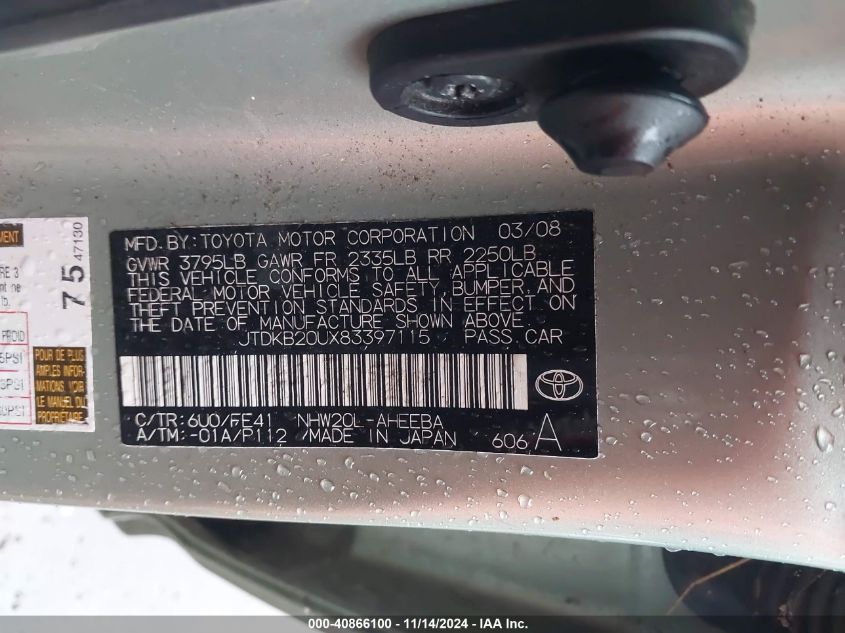 MFD. BY: TOYOTA MOTOR CORPORATION 03/08
GVWR 3795LB GAWR FR 2335LB RR 2250LB
THIS VEHICLE CONFORMS TO ALL APPLICABLE
FEDERAL MOTOR VEHICLE SAFETY, BUMPER, AND
THEFT PREVENTION STANDARDS IN EFFECT ON
THE DATE OF MANUFACTURE SHOWN ABOVE.
JTDKB20UX83397115 PASS. CAR
C/TR: 6U0/FE41 NHW20L-AHEEBA
A/TM: -01A/P112 MADE IN JAPAN 606 A
75 47130
POUR DE PLUS
AMPLES
INFORMATIONS
VOIR
LE MANUEL DU
000-40866100 - 11/14/2024 - IAA Inc.